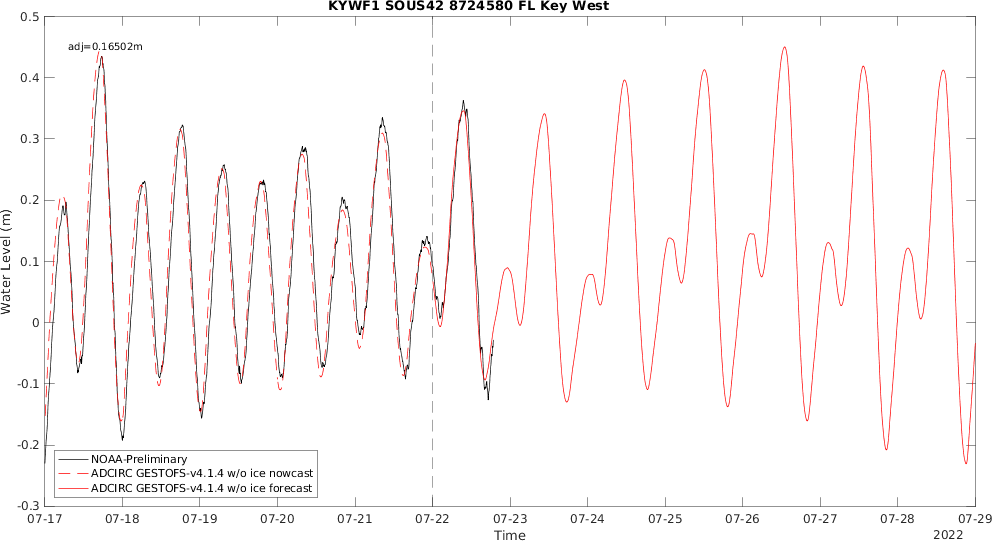 KYWF1 SOUS42 8724580 FL Key West
adj=0.16502m
Water Level (m)
0.5
0.4
0.3
0.2
0.1
0
-0.1
-0.2
-0.3
NOAA-Preliminary
ADCIRC GESTOFS-v4.1.4 w/o ice nowcast
ADCIRC GESTOFS-v4.1.4 w/o ice forecast
07-17 07-18 07-19 07-20 07-21 07-22 07-23 07-24 07-25 07-26 07-27 07-28 07-29
Time
2022